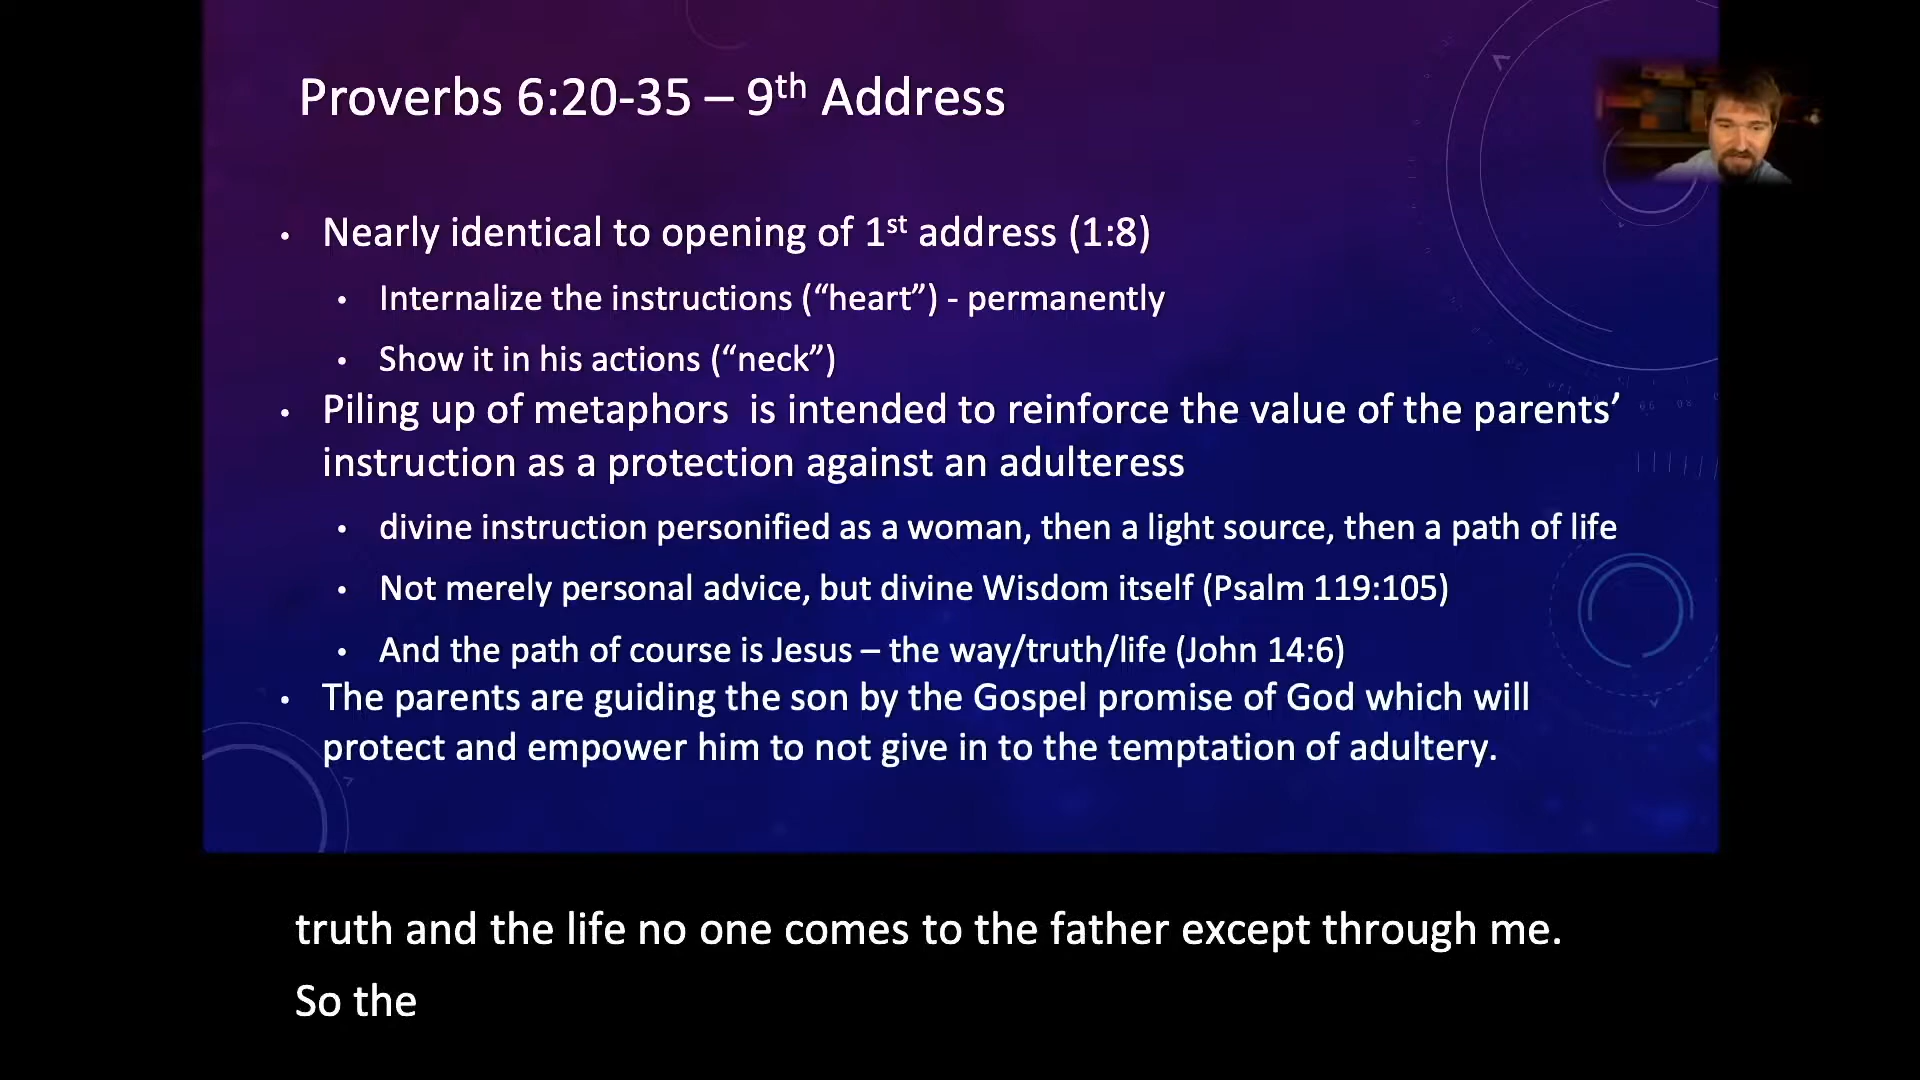 Proverbs 6:20-35 – 9th Address
• Nearly identical to opening of 1st address (1:8)
• Internalize the instructions (“heart”) - permanently
• Show it in his actions (“neck”)
• Piling up of metaphors  is intended to reinforce the value of the parents’
instruction as a protection against an adulteress
• divine instruction personified as a woman, then a light source, then a path of life
• Not merely personal advice, but divine Wisdom itself (Psalm 119:105)
• And the path of course is Jesus – the way/truth/life (John 14:6)
• The parents are guiding the son by the Gospel promise of God which will
protect and empower him to not give in to the temptation of adultery.
truth and the life no one comes to the father except through me.
So the